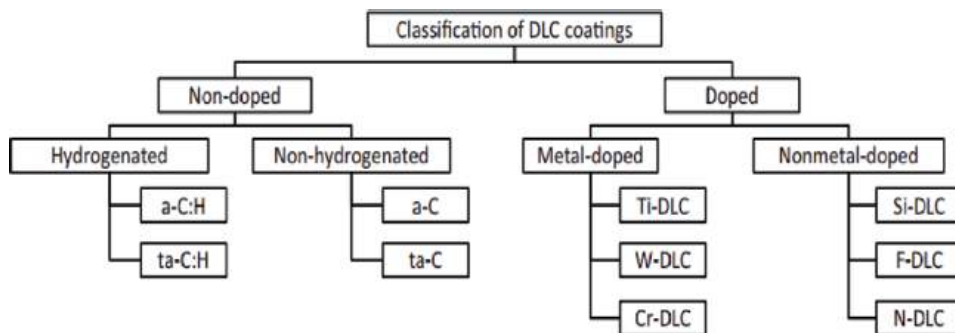 Classification of DLC coatings
Non-doped
Doped
Hydrogenated
Non-hydrogenated
Metal-doped
Nonmetal-doped
a-C:H
a-C
Ti-DLC
Si-DLC
ta-C:H
ta-C
W-DLC
F-DLC
Cr-DLC
N-DLC